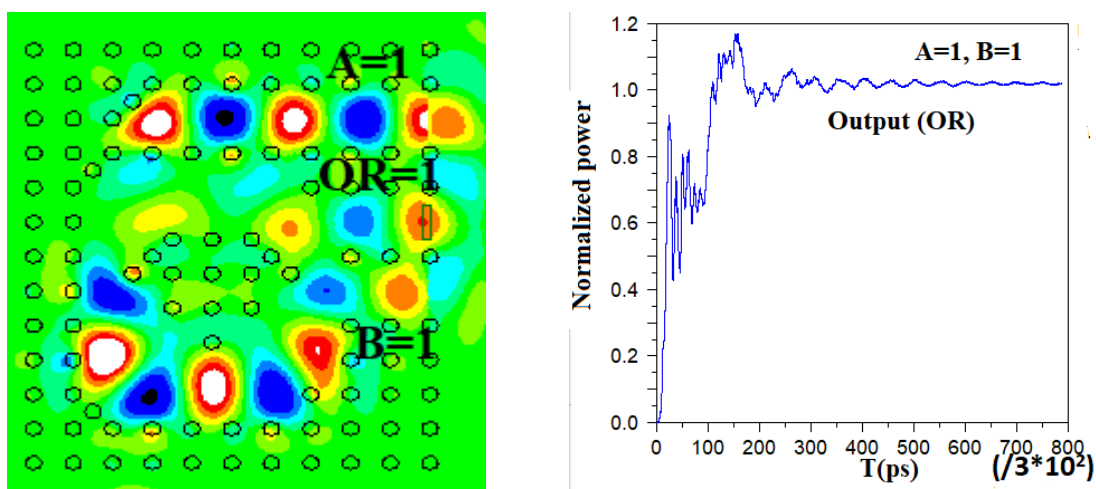 A=1
OR=1
B=1
Normalized power
1.2
1.0
0.8
0.6
0.4
0.2
0.0
A=1, B=1
Output (OR)
0 100 200 300 400 500 600 700 800
T(ps)
(/3*10²)